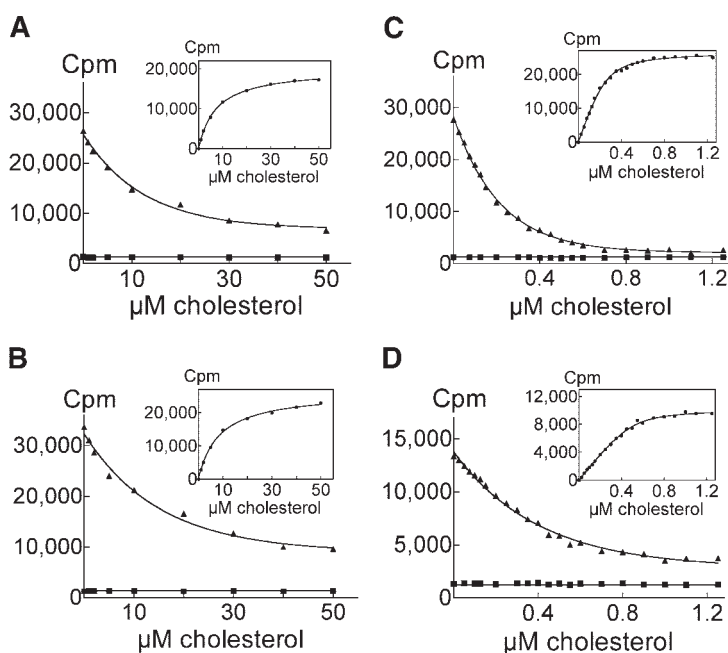 A
Cpm
30,000
20,000
10,000
0
10 20 30 40 50
µM cholesterol
Cpm
20,000
10,000
0
10 30 50
µM cholesterol
C
Cpm
30,000
20,000
10,000
0
0.4 0.8 1.2
µM cholesterol
Cpm
20,000
10,000
0
0.4 0.8 1.2
µM cholesterol
B
Cpm
30,000
20,000
10,000
0
10 30 50
µM cholesterol
Cpm
20,000
10,000
0
10 30 50
µM cholesterol
D
Cpm
15,000
10,000
5,000
0
0.4 0.8 1.2
µM cholesterol
Cpm
12,000
8,000
4,000
0
0.4 0.8 1.2
µM cholesterol